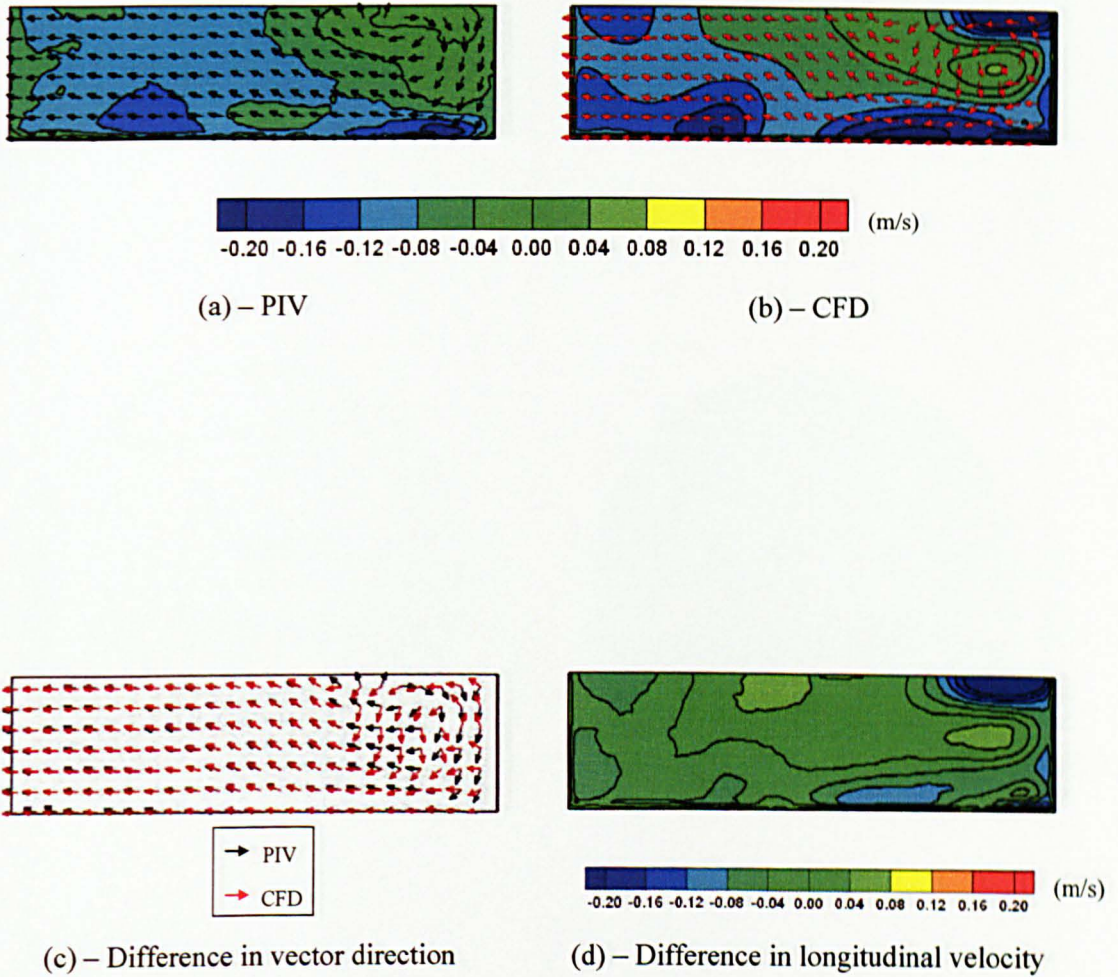 -0.20 -0.16 -0.12 -0.08 -0.04 0.00 0.04 0.08 0.12 0.16 0.20
(m/s)
(a) – PIV
(b) – CFD
PIV
CFD
-0.20 -0.16 -0.12 -0.08 -0.04 0.00 0.04 0.08 0.12 0.16 0.20
(m/s)
(c) – Difference in vector direction
(d) – Difference in longitudinal velocity